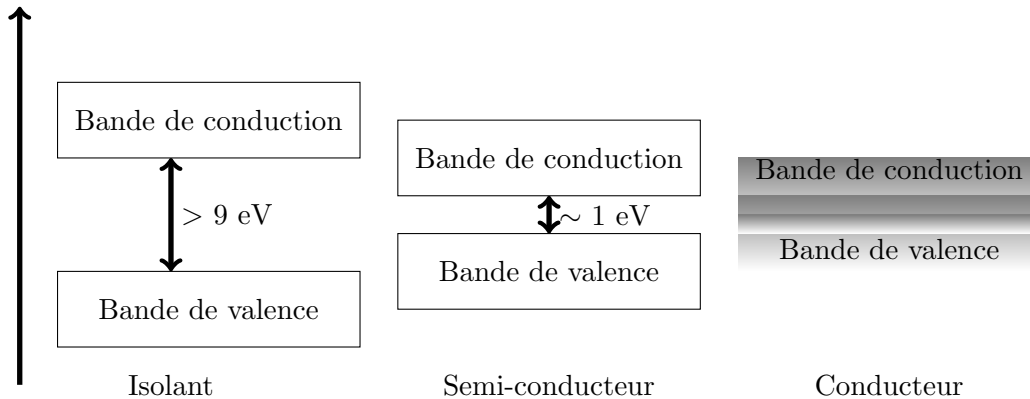 Bande de conduction
> 9 eV
Bande de valence
Isolant
Bande de conduction
∼ 1 eV
Bande de valence
Semi-conducteur
Bande de conduction
Bande de valence
Conducteur